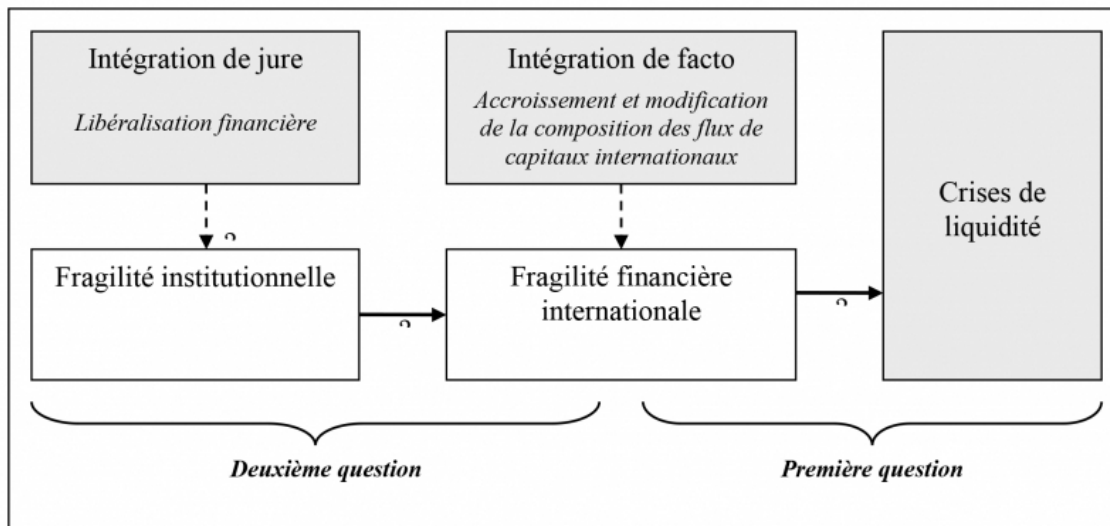 Intégration de jure
Libéralisation financière
Intégration de facto
Accroissement et modification
de la composition des flux de
capitaux internationaux
Crises de
liquidité
Fragilité institutionnelle
Fragilité financière
internationale
Deuxième question
Première question